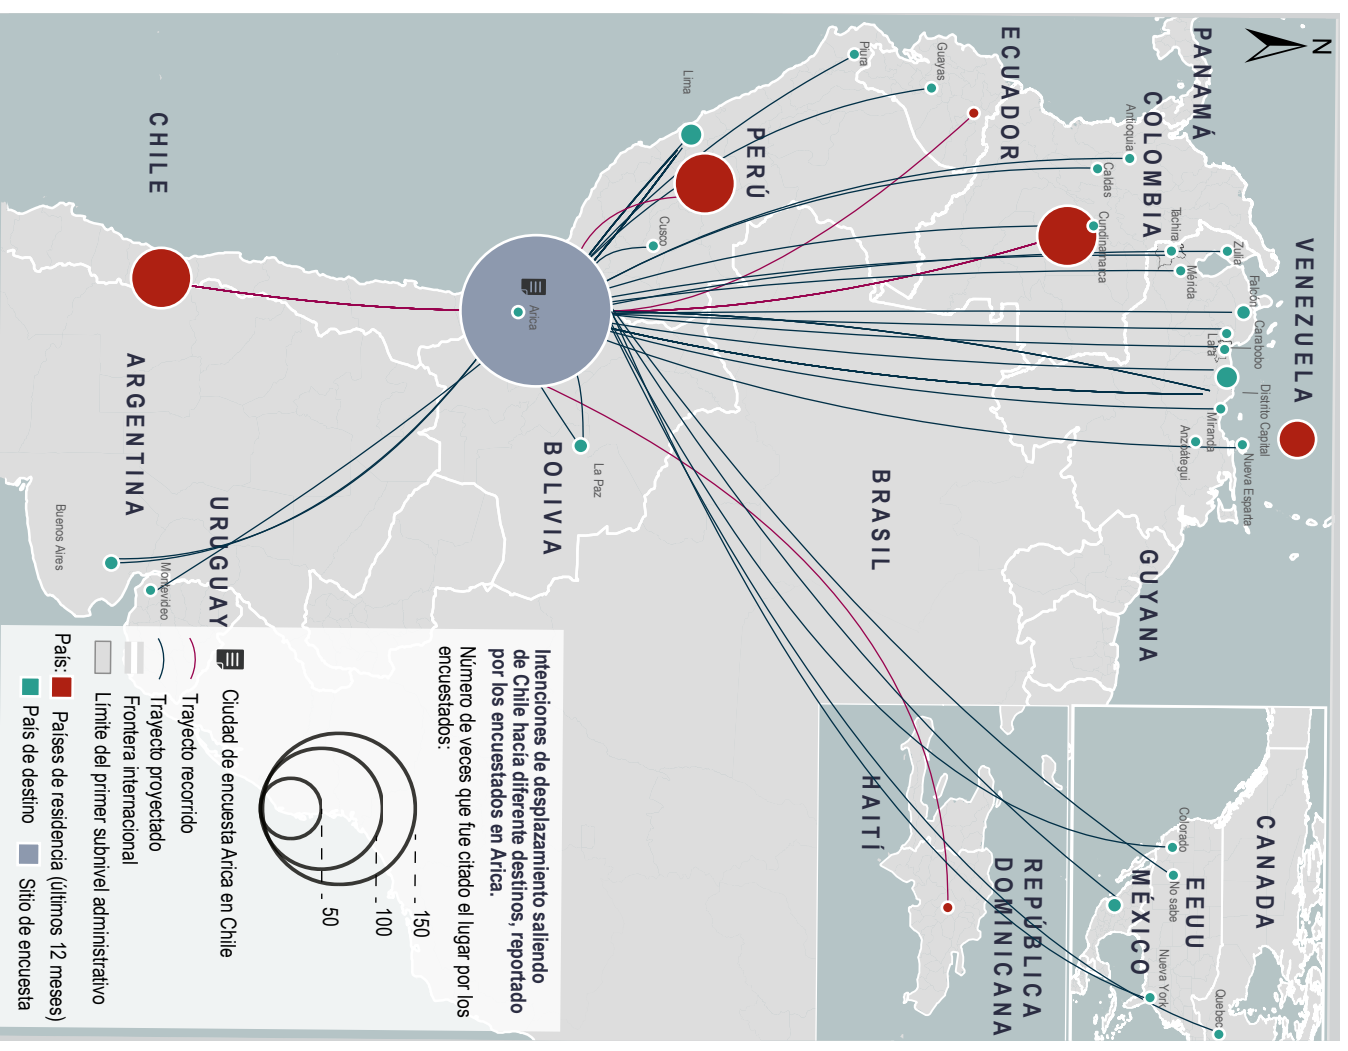 N
PANAMÁ
VENEZUELA
COLOMBIA
ECUADOR
PERÚ
CHILE
ARGENTINA
URUGUAY
BOLIVIA
BRASIL
GUYANA
HAITÍ
REPÚBLICA
DOMINICANA
MÉXICO
EEUU
CANADA
Piura
Guayas
Lima
Cusco
Antioquia
Caldas
Cundinamarca
Táchira
Zulia
Mérida
Falcón
Carabobo
Lara
Distrito Capital
Miranda
Anzoátegui
Nueva Esparta
Arica
La Paz
Buenos Aires
Montevideo
Colorado
No sabe
Nueva York
Quebec
Intenciones de desplazamiento saliendo
de Chile hacía diferente destinos, reportado
por los encuestados en Arica.
Número de veces que fue citado el lugar por los
encuestados:
150
100
50
Ciudad de encuesta Arica en Chile
Trayecto recorrido
Trayecto proyectado
Frontera internacional
Límite del primer subnivel administrativo
País:
Países de residencia (últimos 12 meses)
País de destino
Sitio de encuesta